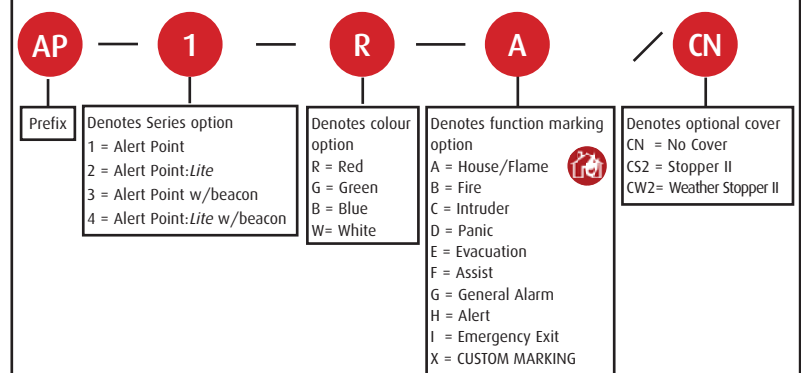 AP — 1 — R — A / CN
Prefix
Denotes Series option
1 = Alert Point
2 = Alert Point:Lite
3 = Alert Point w/beacon
4 = Alert Point:Lite w/beacon
Denotes colour
option
R = Red
G = Green
B = Blue
W= White
Denotes function marking
option
A = House/Flame
B = Fire
C = Intruder
D = Panic
E = Evacuation
F = Assist
G = General Alarm
H = Alert
I = Emergency Exit
X = CUSTOM MARKING
Denotes optional cover
CN = No Cover
CS2 = Stopper II
CW2= Weather Stopper II